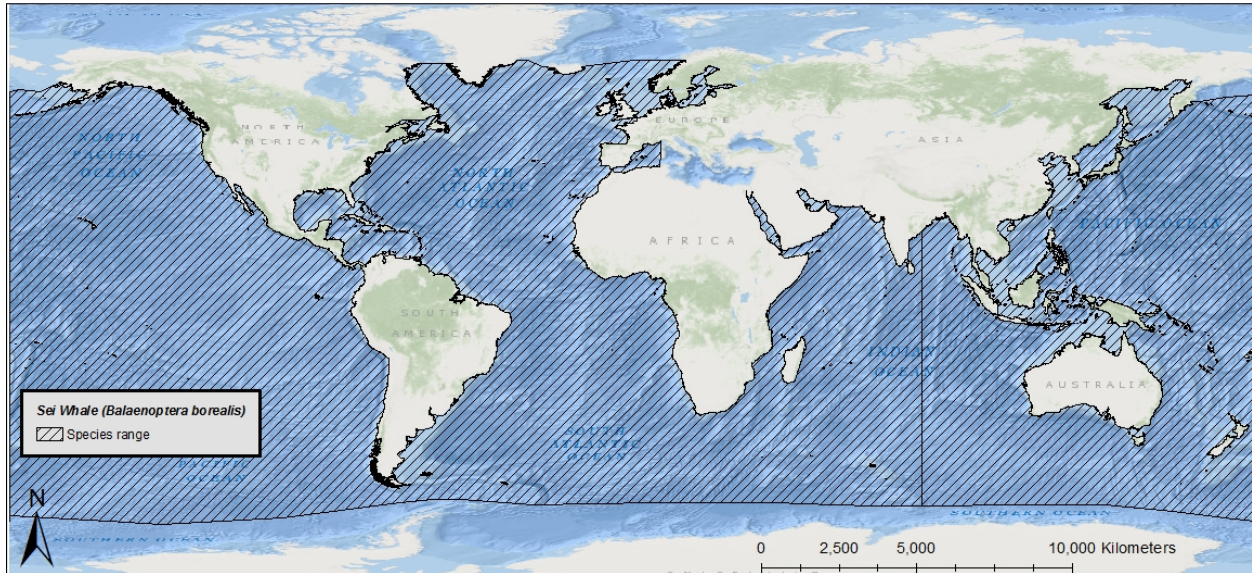 NORTH
PACIFIC
OCEAN
NORTH
AMERICA
NORTH
ATLANTIC
OCEAN
EUROPE
ASIA
PACIFIC OCEAN
AFRICA
SOUTH
AMERICA
INDIAN
OCEAN
AUSTRALIA
Sei Whale (Balaenoptera borealis)
Species range
SOUTH
ATLANTIC
OCEAN
PACIFIC
OCEAN
N
SOUTHERN OCEAN
SOUTHERN OCEAN
0 2,500 5,000 10,000 Kilometers